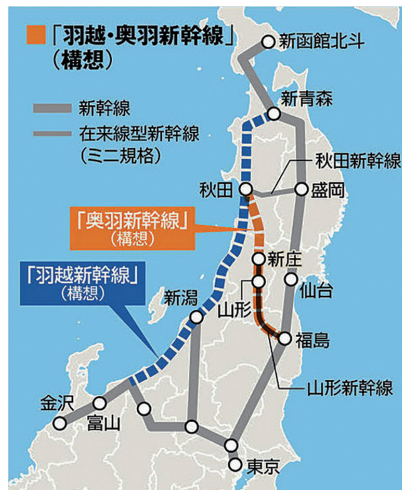 「羽越・奥羽新幹線」
（構想）
新幹線
在来線型新幹線
（ミニ規格）
新函館北斗
新青森
秋田新幹線
秋田
盛岡
「奥羽新幹線」
（構想）
新庄
「羽越新幹線」
（構想）
仙台
新潟
山形
福島
山形新幹線
金沢
富山
東京